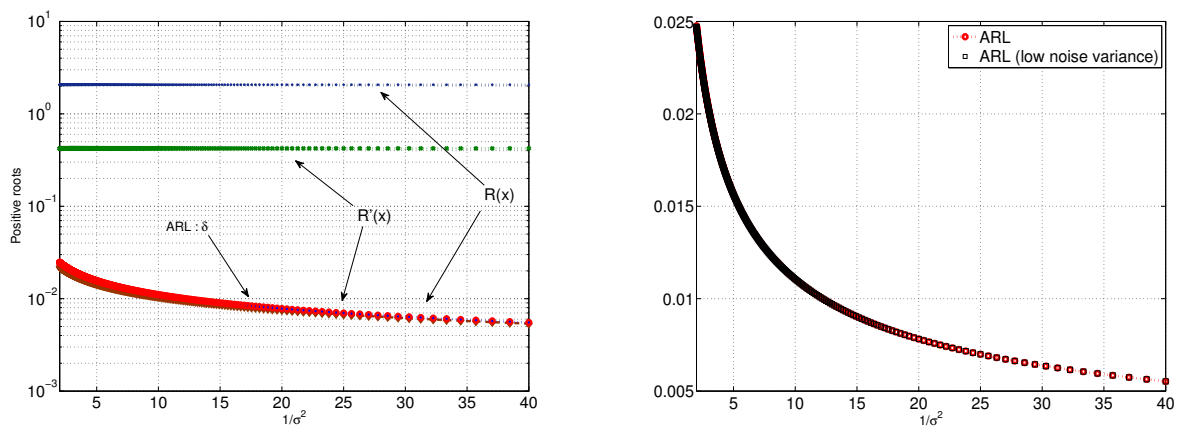 10^1
10^0
10^−1
10^−2
10^−3
Positive roots
R(x)
R'(x)
ARL : δ
5 10 15 20 25 30 35 40
1/σ^2
0.025
0.02
0.015
0.01
0.005
ARL
ARL (low noise variance)
5 10 15 20 25 30 35 40
1/σ^2